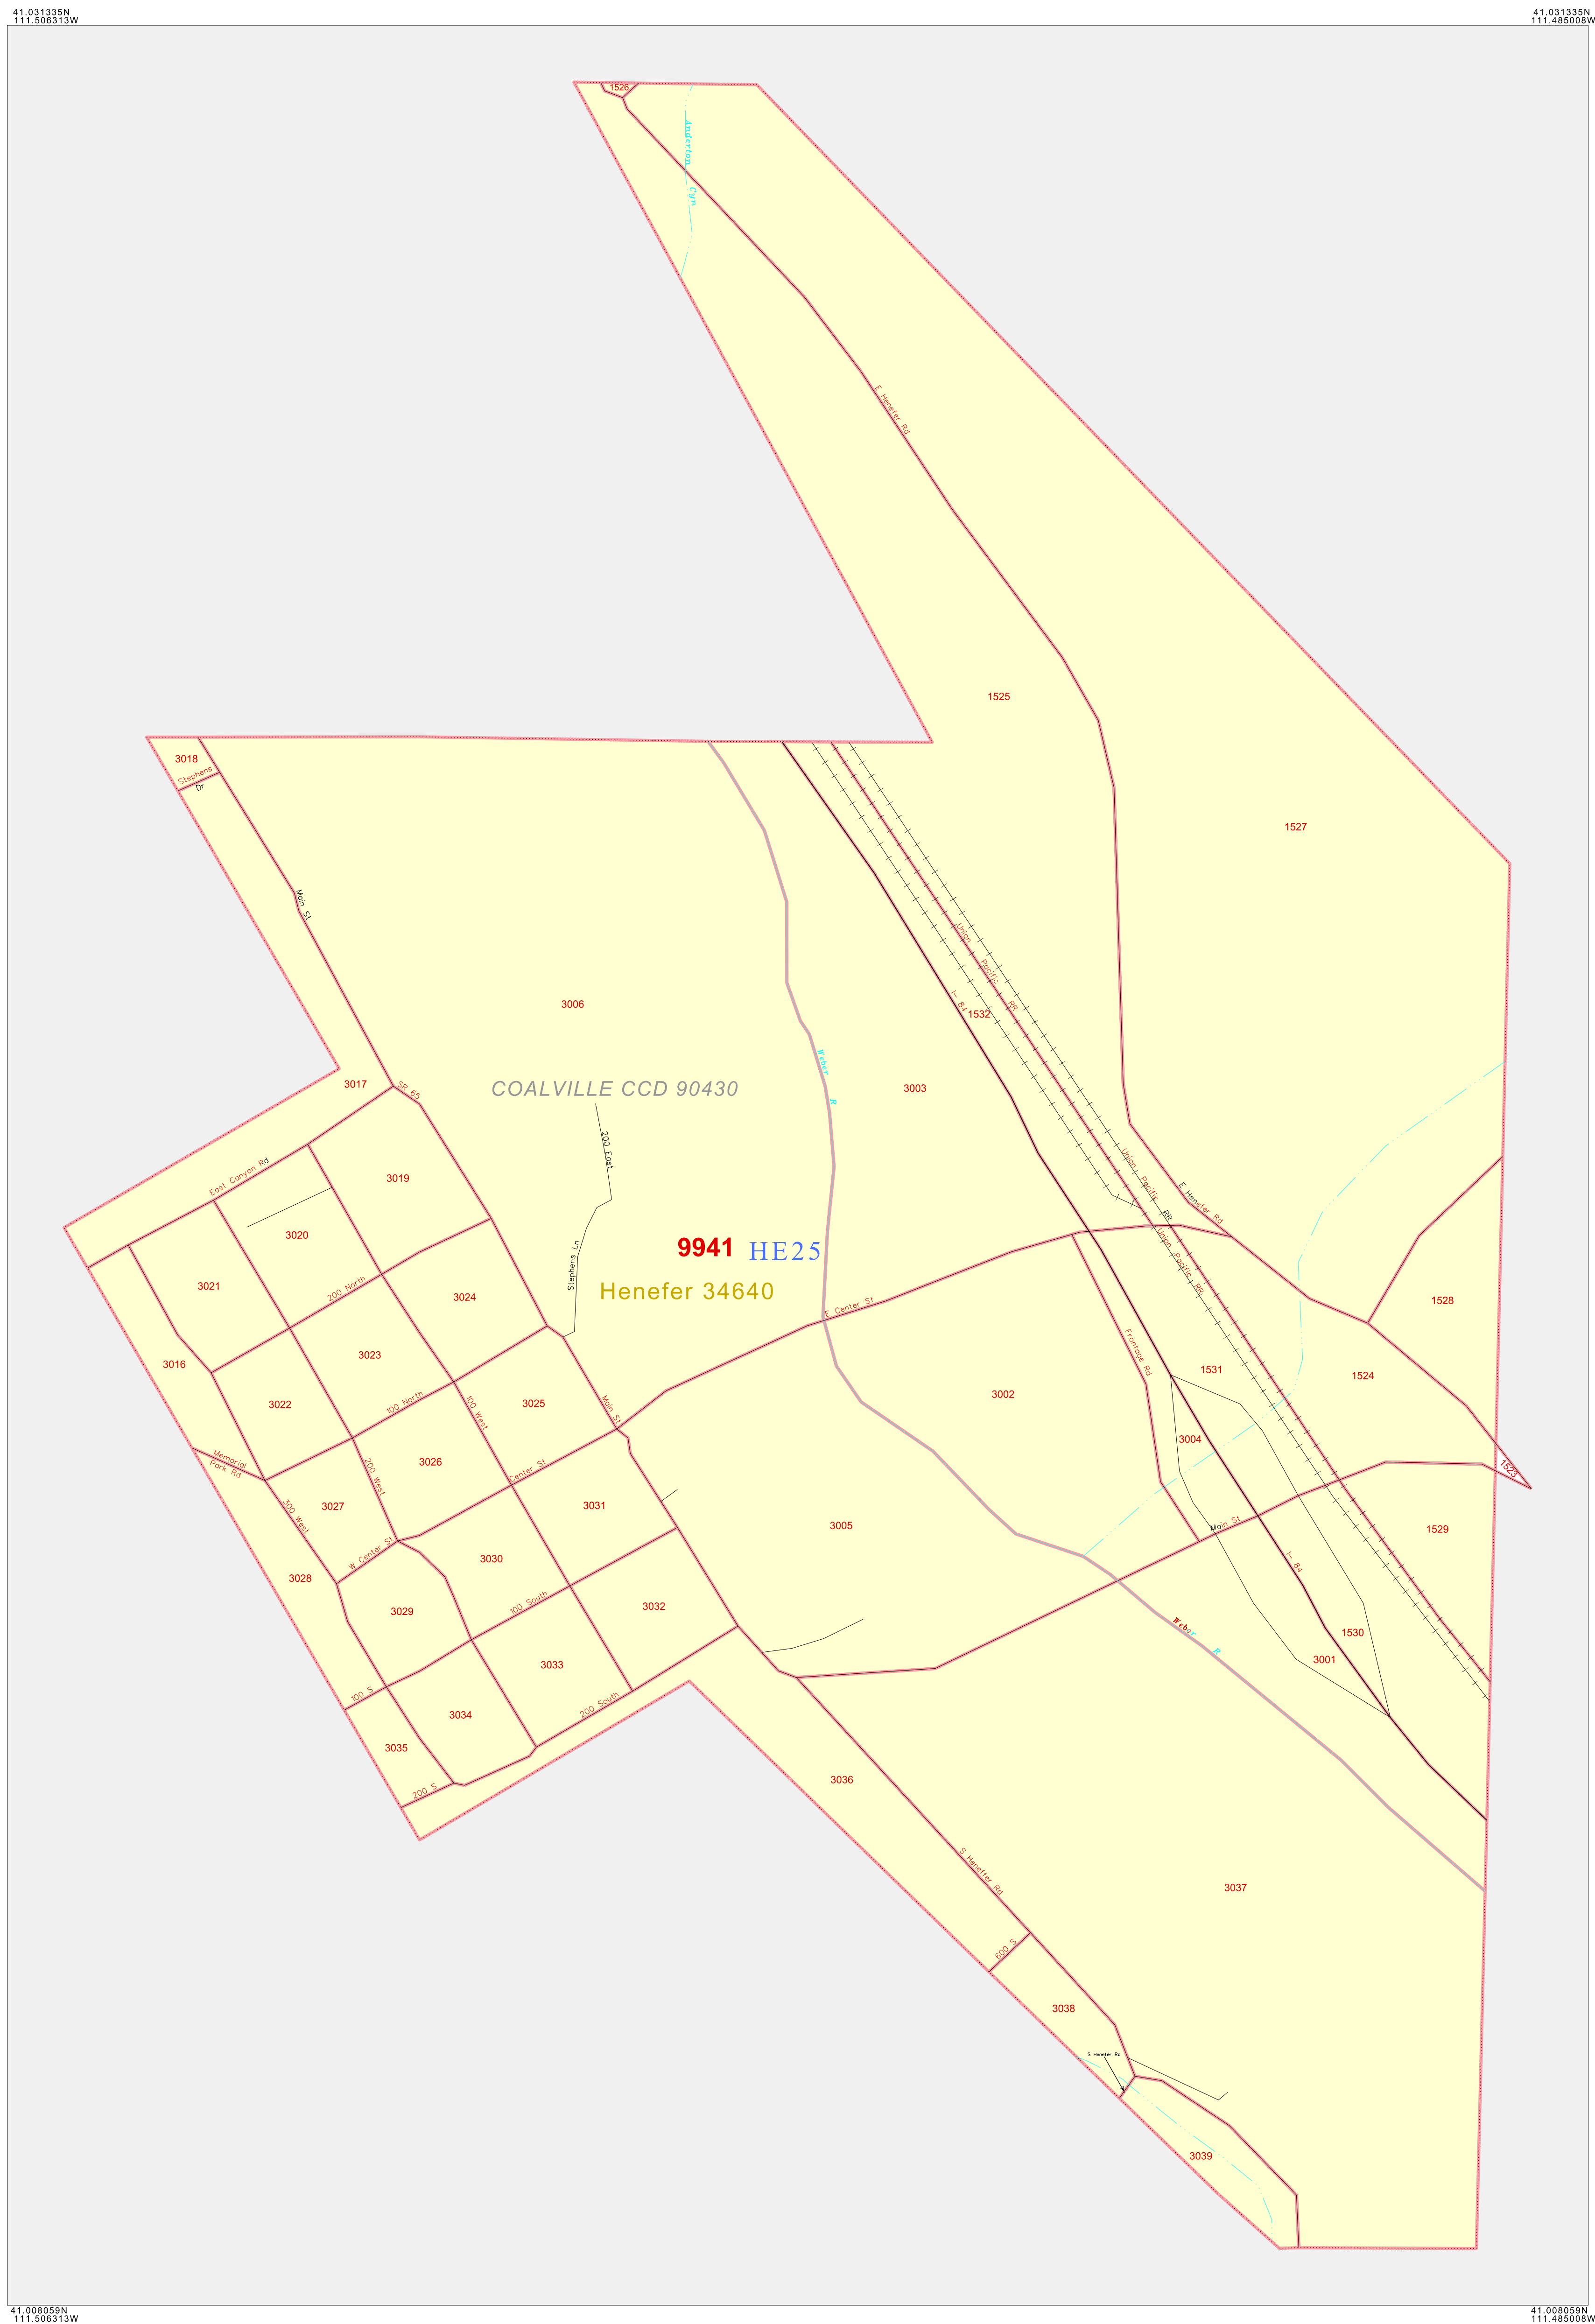 41.031335N
111.506313W
41.031335N
111.485008W
1526
Anderton Cyn
E Henefer Rd
1525
1527
3018
Stephens
Dr
Main St
3006
Union Pacific RR
I- 84
1532
3017
SR 65
COALVILLE CCD 90430
Weber R
3003
200 East
East Canyon Rd
3019
Union Pacific RR
E Henefer Rd
3020
9941
HE25
Stephens Ln
Union Pacific RR
3021
200 North
3024
Henefer 34640
E Center St
1528
3016
3023
Frontage Rd
1531
1524
3022
100 North
100 West
3025
Main St
3002
3004
Memorial
Park Rd
200 West
3026
Center St
1523
3027
300 West
3031
3005
Main St
1529
W Center St
3030
3028
I- 84
3029
100 South
3032
Weber R
1530
3033
3001
100 S
200 South
3034
3035
3036
200 S
S Heneffer Rd
3037
600 S
3038
S Henefer Rd
3039
41.008059N
111.506313W
41.008059N
111.485008W